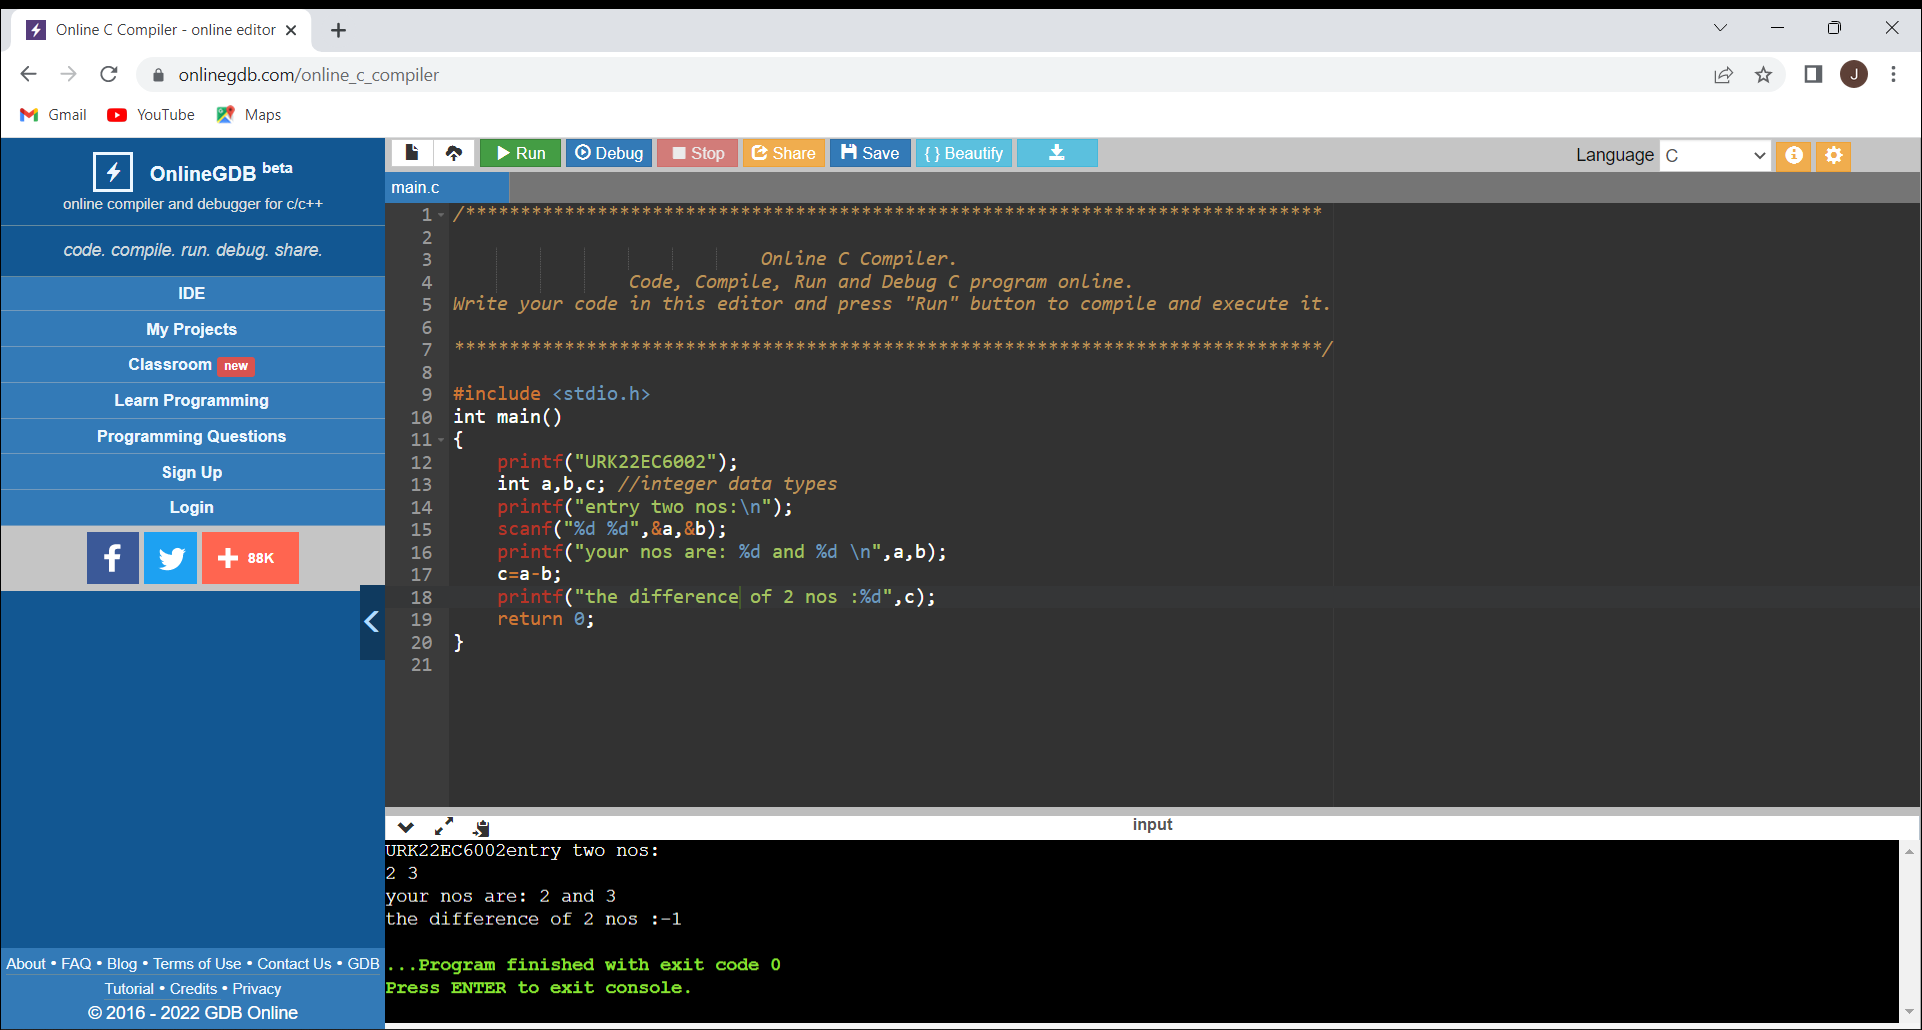 Online C Compiler - online editor
onlinegdb.com/online_c_compiler
J
Gmail YouTube Maps
OnlineGDB beta
online compiler and debugger for c/c++
code. compile. run. debug. share.
IDE
My Projects
Classroom new
Learn Programming
Programming Questions
Sign Up
Login
88K
About • FAQ • Blog • Terms of Use • Contact Us • GDB
Tutorial • Credits • Privacy
© 2016 - 2022 GDB Online
Run Debug Stop Share Save { } Beautify Language C
main.c
1 /******************************************************************************
2
3 Online C Compiler.
4 Code, Compile, Run and Debug C program online.
5 Write your code in this editor and press "Run" button to compile and execute it.
6
7 *******************************************************************************/
8
9 #include <stdio.h>
10 int main()
11 {
12 printf("URK22EC6002");
13 int a,b,c; //integer data types
14 printf("entry two nos:\n");
15 scanf("%d %d",&a,&b);
16 printf("your nos are: %d and %d \n",a,b);
17 c=a-b;
18 printf("the difference of 2 nos :%d",c);
19 return 0;
20 }
21
input
URK22EC6002entry two nos:
2 3
your nos are: 2 and 3
the difference of 2 nos :-1
...Program finished with exit code 0
Press ENTER to exit console.